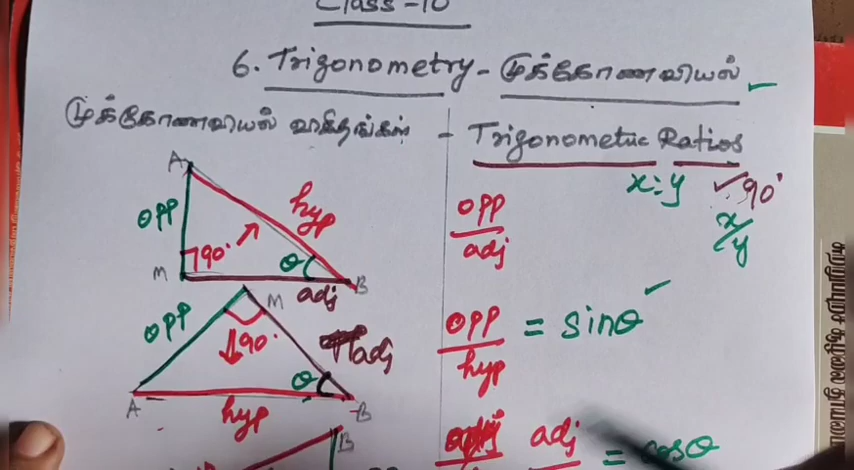 Class - 10
6. Trigonometry - முக்கோணவியல்
முக்கோணவியல் விகிதங்கள் - Trigonometric Ratios
A
opp
hyp
90°
θ
M
adj
B
opp
adj
x:y
90°
x/y
M
opp
90°
adj
θ
A
hyp
B
opp
hyp
= sinθ
adj
= cosθ
B